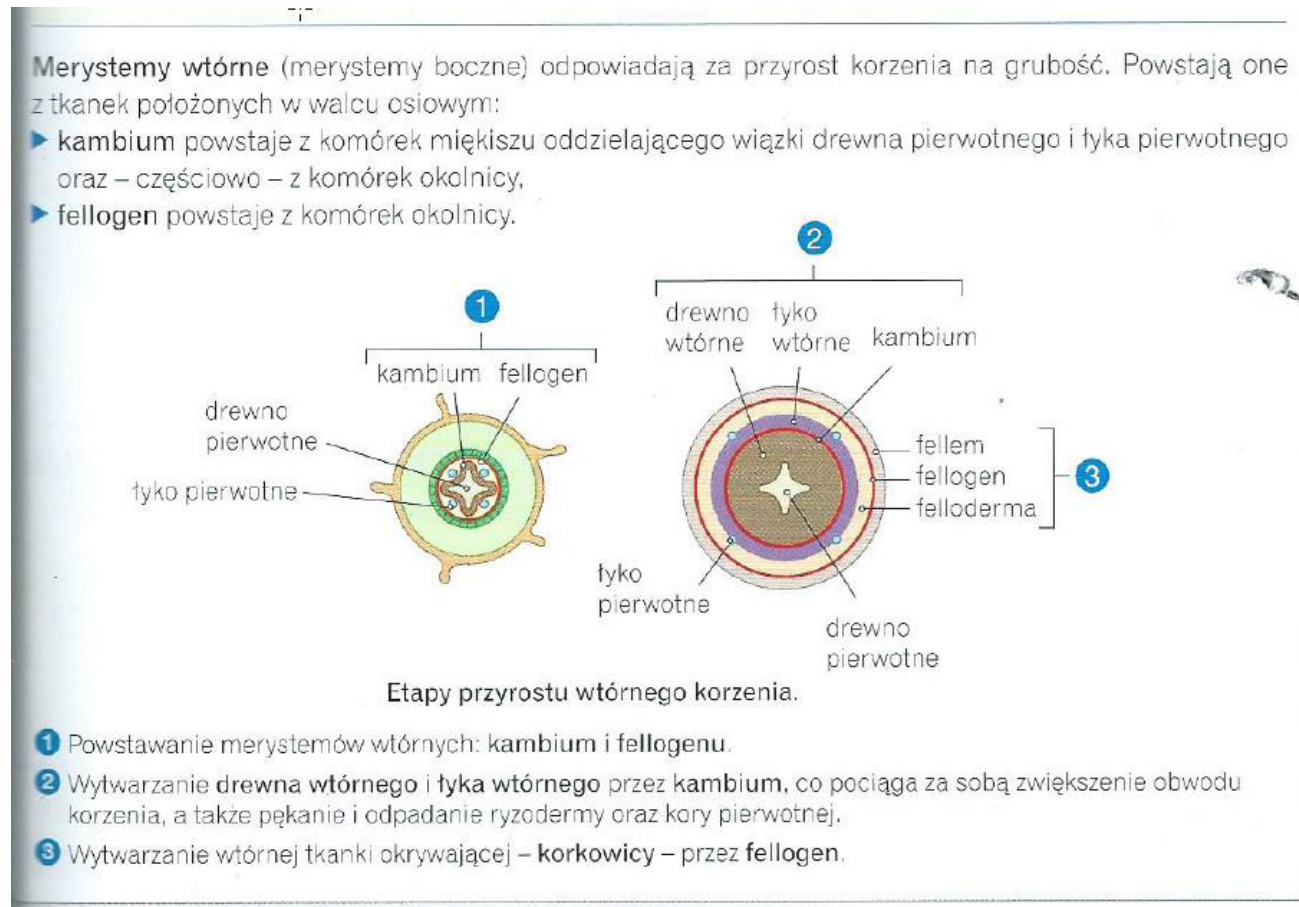 Merystemy wtórne (merystemy boczne) odpowiadają za przyrost korzenia na grubość. Powstają one
z tkanek położonych w walcu osiowym:
▶ kambium powstaje z komórek miękiszu oddzielającego wiązki drewna pierwotnego i łyka pierwotnego
oraz – częściowo – z komórek okolnicy,
▶ fellogen powstaje z komórek okolnicy.
2
1
drewno łyko
wtórne wtórne kambium
kambium fellogen
drewno
pierwotne
łyko pierwotne
fellem
fellogen
felloderma
3
łyko
pierwotne
drewno
pierwotne
Etapy przyrostu wtórnego korzenia.
1 Powstawanie merystemów wtórnych: kambium i fellogenu.
2 Wytwarzanie drewna wtórnego i łyka wtórnego przez kambium, co pociąga za sobą zwiększenie obwodu
korzenia, a także pękanie i odpadanie ryzodermy oraz kory pierwotnej.
3 Wytwarzanie wtórnej tkanki okrywającej – korkowicy – przez fellogen.